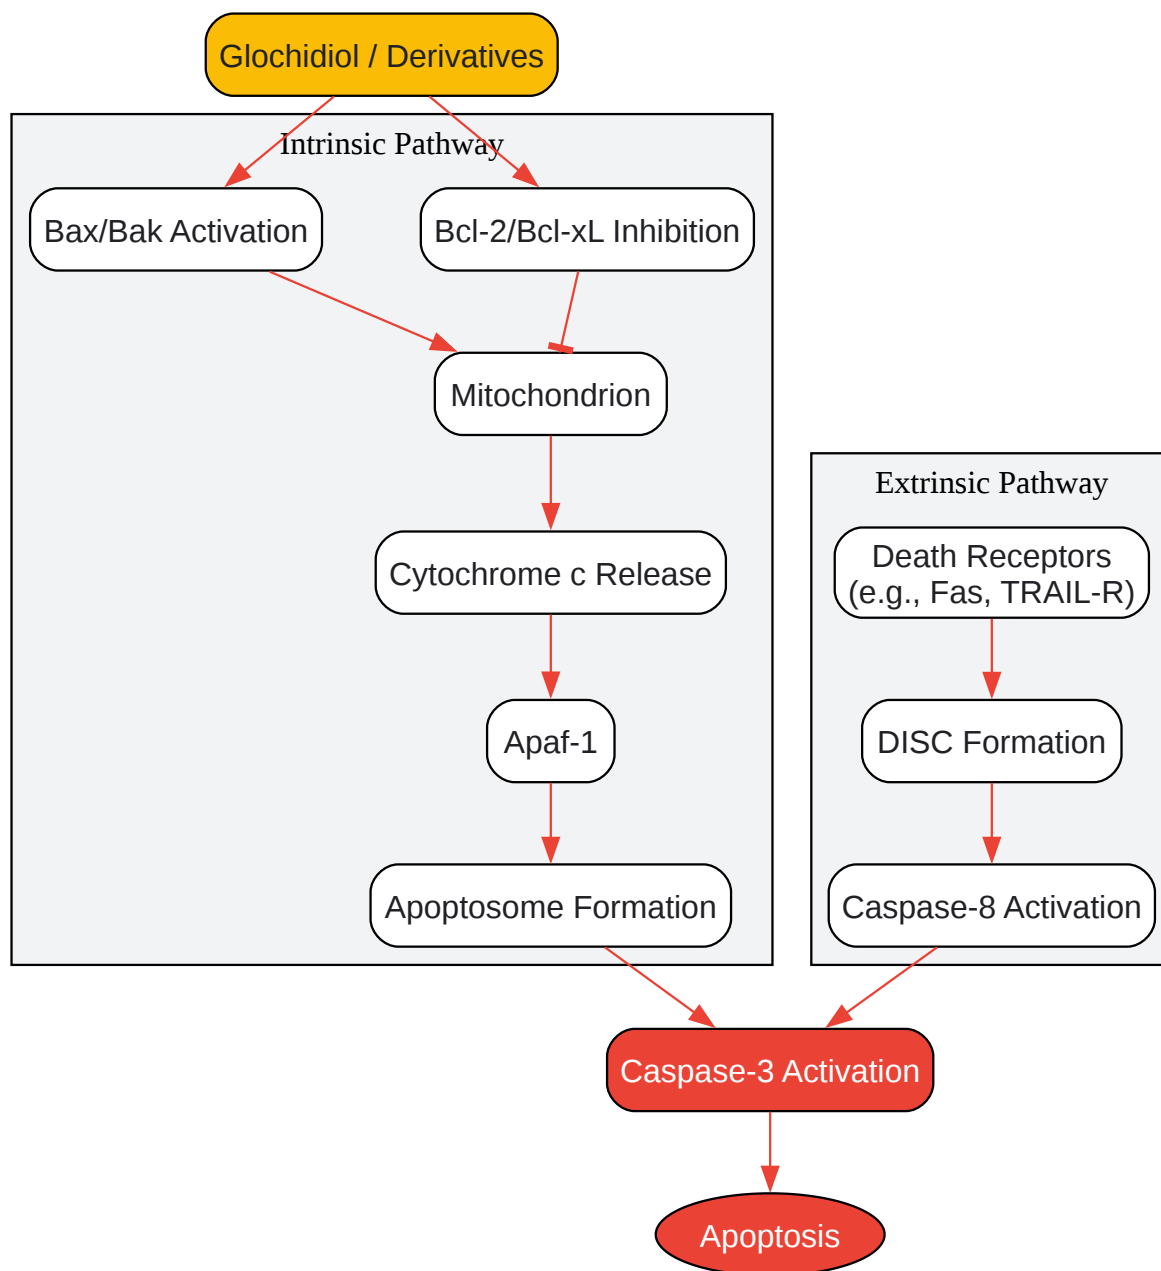 Glochidiol / Derivatives
Intrinsic Pathway
Bax/Bak Activation
Bcl-2/Bcl-xL Inhibition
Mitochondrion
Cytochrome c Release
Apaf-1
Apoptosome Formation
Extrinsic Pathway
Death Receptors
(e.g., Fas, TRAIL-R)
DISC Formation
Caspase-8 Activation
Caspase-3 Activation
Apoptosis